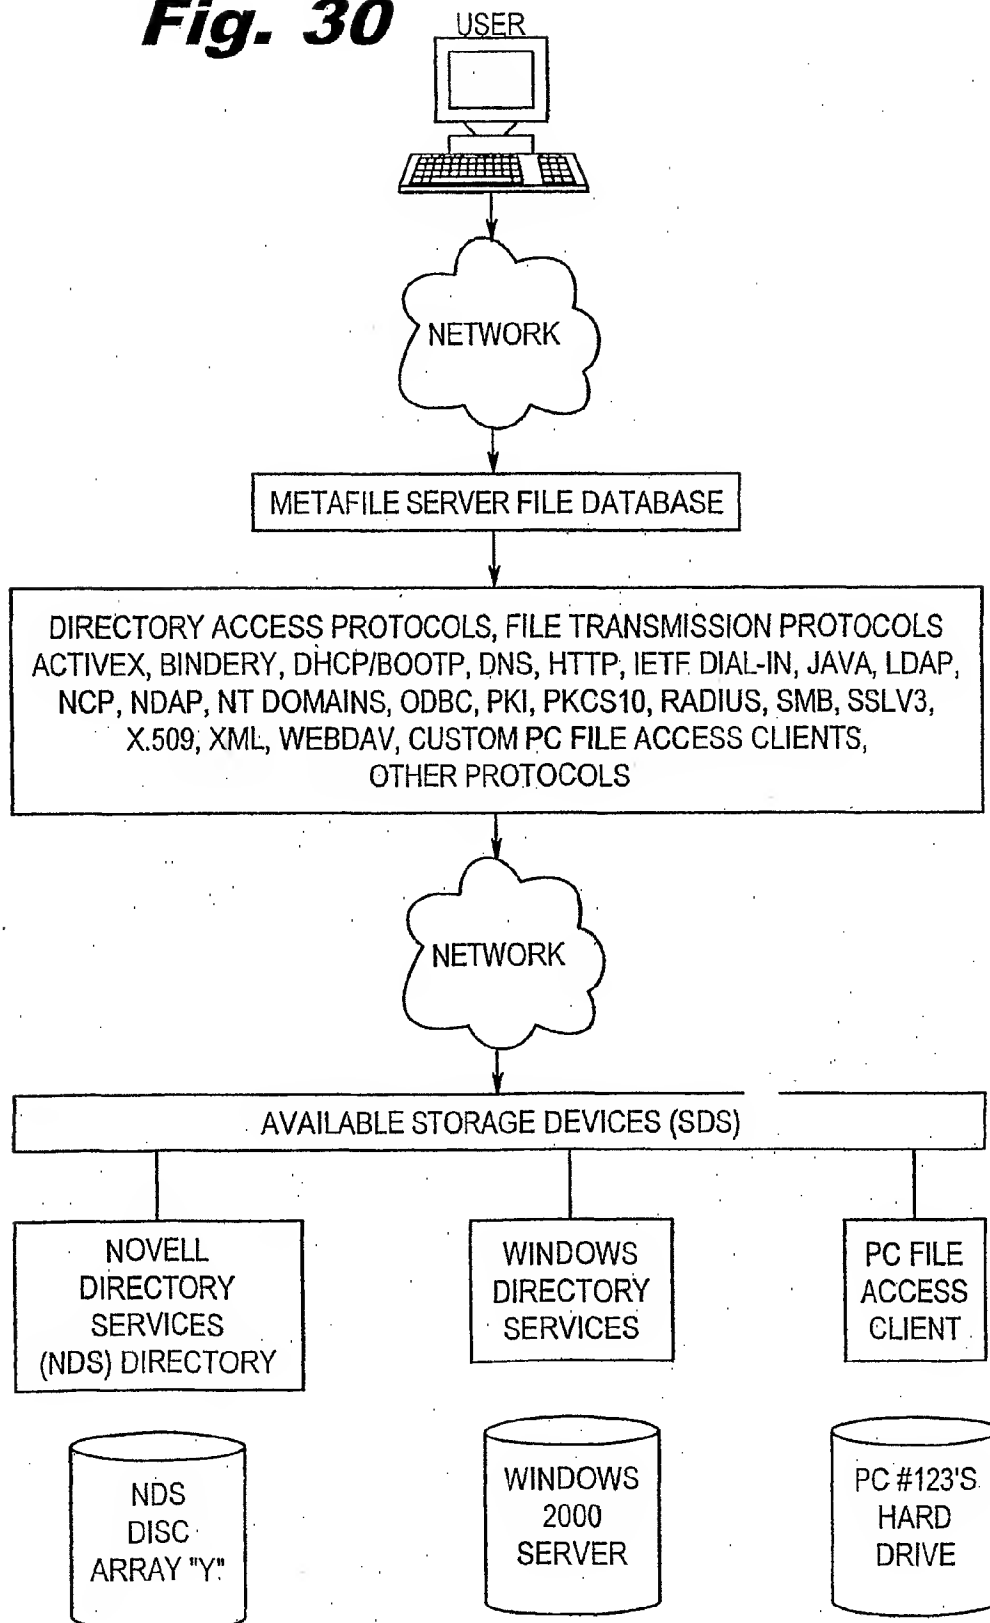 Fig. 30
USER
NETWORK
METAFILE SERVER FILE DATABASE
DIRECTORY ACCESS PROTOCOLS, FILE TRANSMISSION PROTOCOLS
ACTIVEX, BINDERY, DHCP/BOOTP, DNS, HTTP, IETF DIAL-IN, JAVA, LDAP,
NCP, NDAP, NT DOMAINS, ODBC, PKI, PKCS10, RADIUS, SMB, SSLV3,
X.509, XML, WEBDAV, CUSTOM PC FILE ACCESS CLIENTS,
OTHER PROTOCOLS
NETWORK
AVAILABLE STORAGE DEVICES (SDS)
NOVELL
DIRECTORY
SERVICES
(NDS) DIRECTORY
WINDOWS
DIRECTORY
SERVICES
PC FILE
ACCESS
CLIENT
NDS
DISC
ARRAY "Y"
WINDOWS
2000
SERVER
PC #123'S
HARD
DRIVE